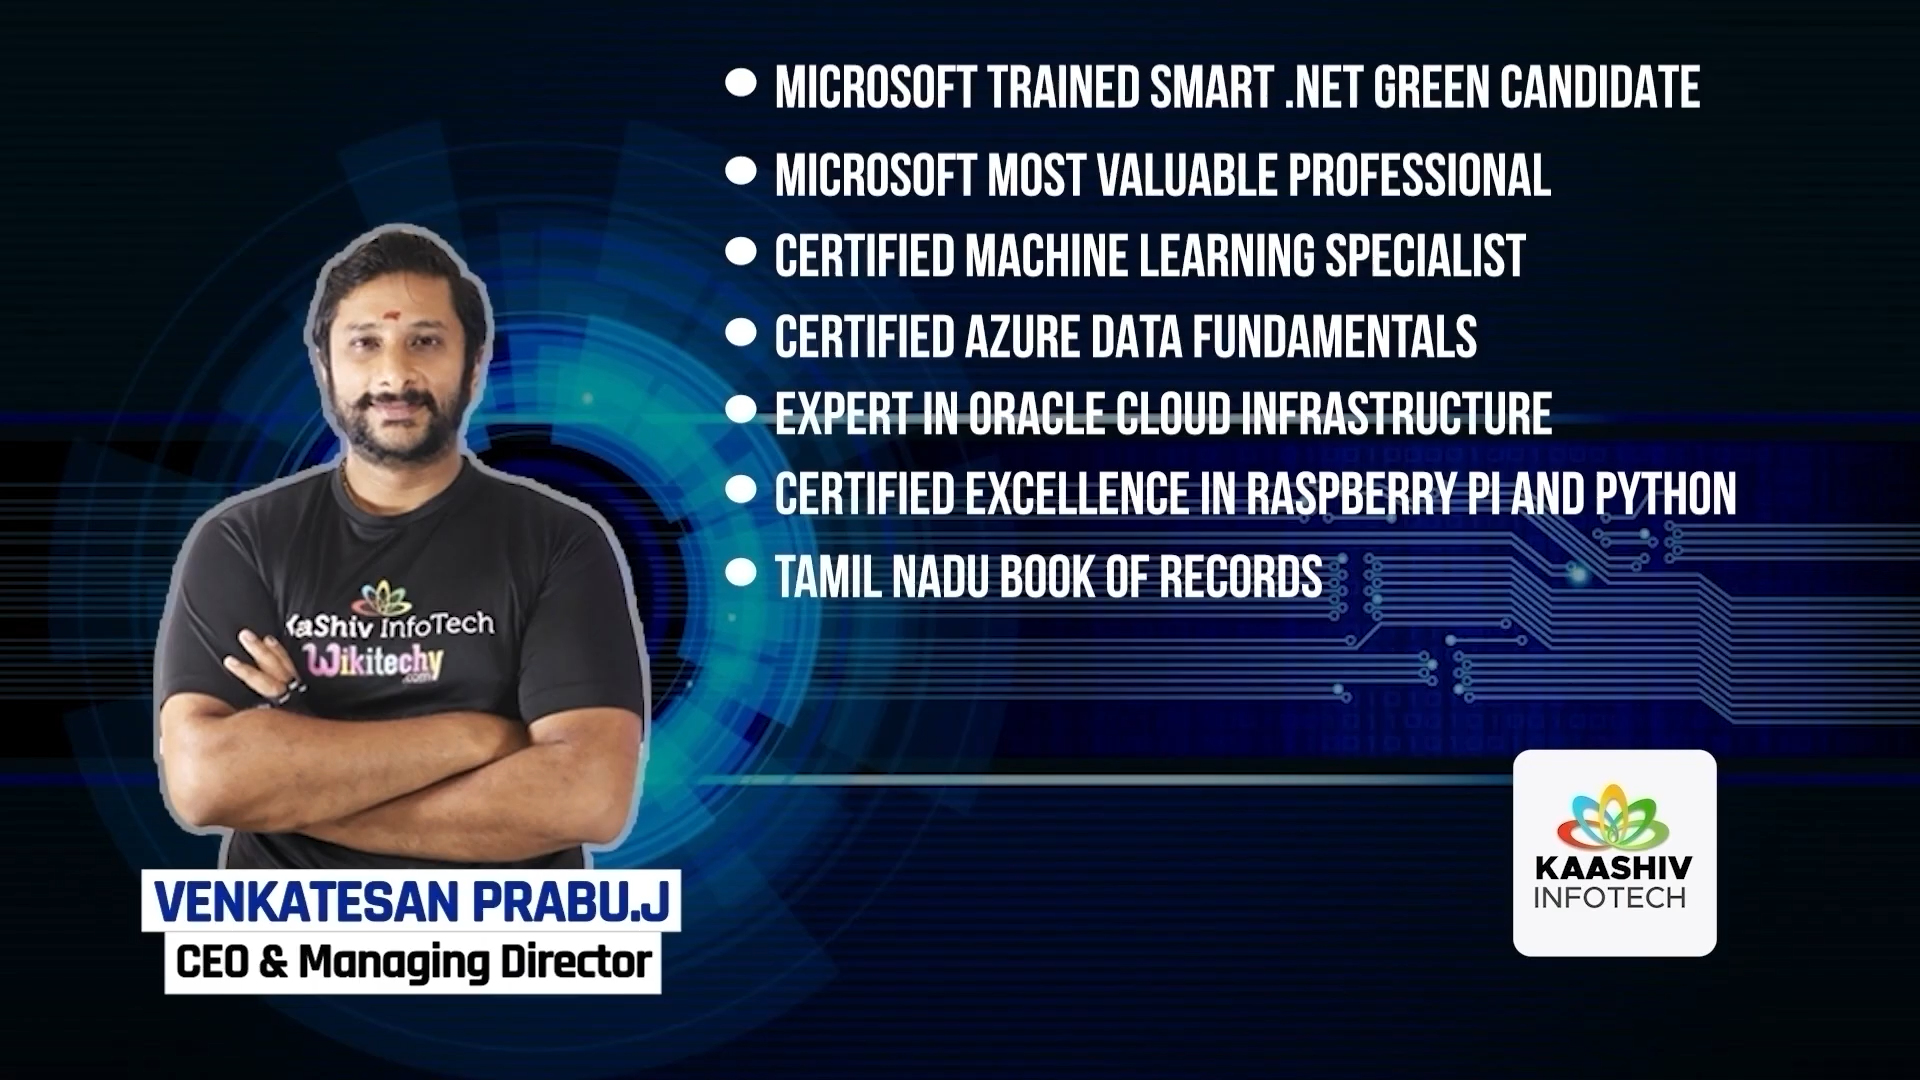 MICROSOFT TRAINED SMART .NET GREEN CANDIDATE
MICROSOFT MOST VALUABLE PROFESSIONAL
CERTIFIED MACHINE LEARNING SPECIALIST
CERTIFIED AZURE DATA FUNDAMENTALS
EXPERT IN ORACLE CLOUD INFRASTRUCTURE
CERTIFIED EXCELLENCE IN RASPBERRY PI AND PYTHON
TAMIL NADU BOOK OF RECORDS
KaShiv InfoTech
Wikitechy
.com
VENKATESAN PRABU.J
CEO & Managing Director
KAASHIV
INFOTECH